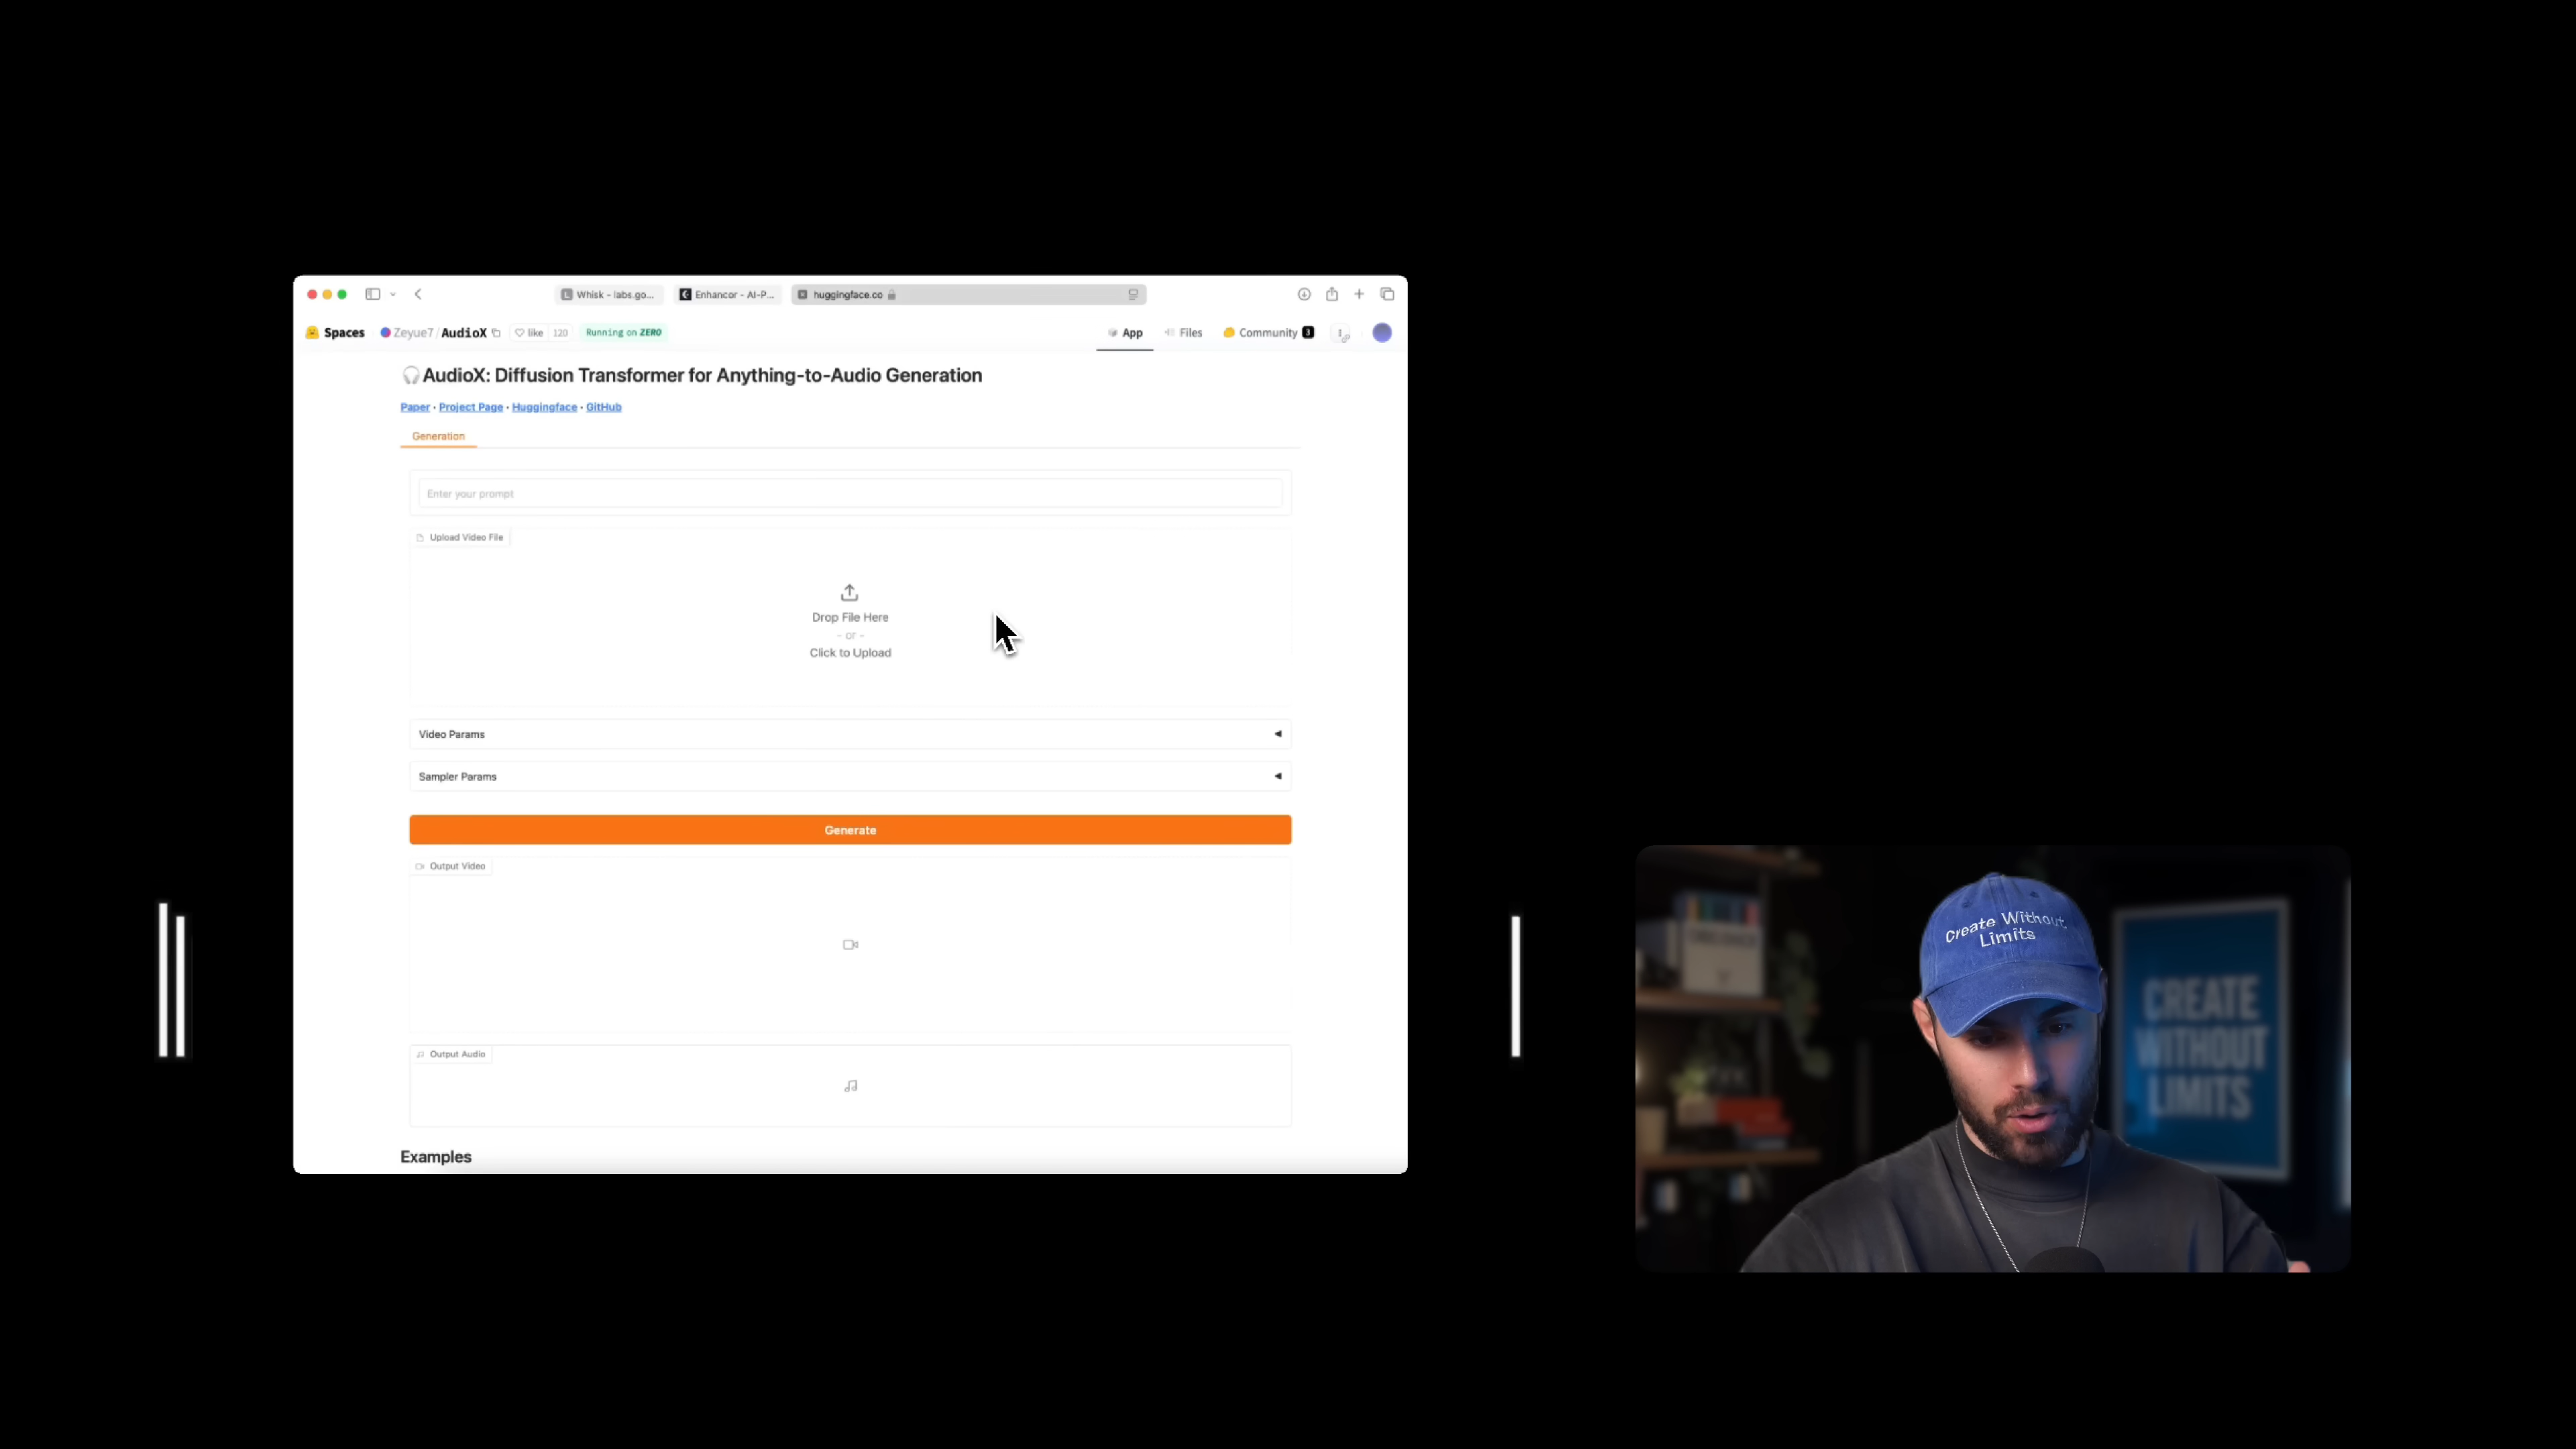 Whisk - labs.go...
Enhancor - AI-P...
huggingface.co
Spaces
Zeyue7/AudioX
like 120
Running on ZERO
App
Files
Community 3
AudioX: Diffusion Transformer for Anything-to-Audio Generation
Paper · Project Page · Huggingface · GitHub
Generation
Enter your prompt
Upload Video File
Drop File Here
- or -
Click to Upload
Video Params
Sampler Params
Generate
Output Video
Output Audio
Examples
Create Without
Limits
CREATE
WITHOUT
LIMITS